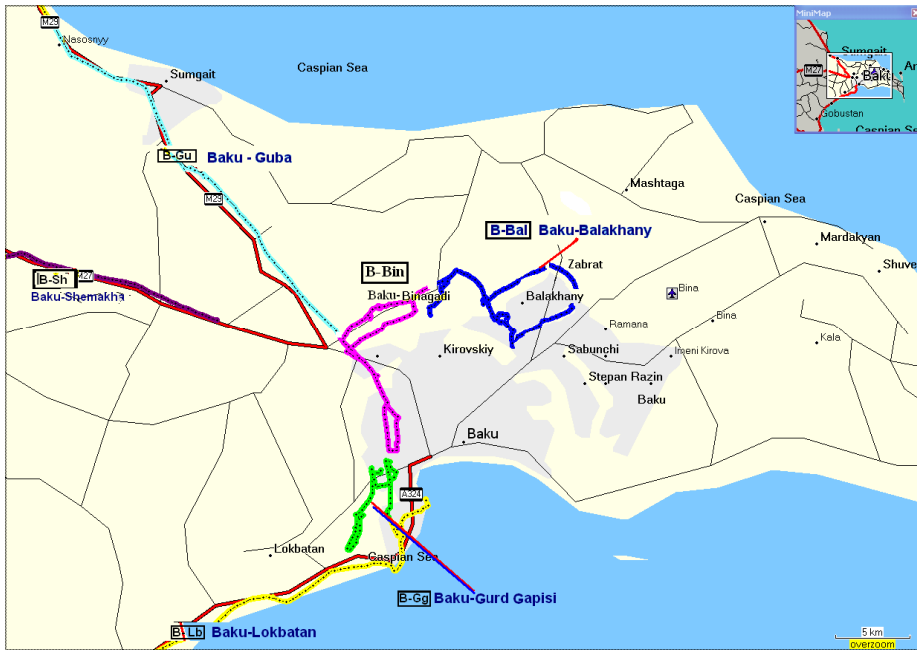 M29
Nasosnyy
Sumgait
Caspian Sea
MiniMap
Sumgait
M27
Baku
Ar
Gobustan
Caspian Se
B-Gu Baku - Guba
M29
Mashtaga
Caspian Sea
B-Bal Baku-Balakhany
Mardakyan
Zabrat
Shuve
B-Sh M27
Baku-Shemakha
B-Bin
Baku-Binagadi
Balakhany
Bina
Bina
Ramana
Kala
Kirovskiy
Sabunchi
Imeni Kirova
Stepan Razin
Baku
Baku
A324
Lokbatan
Caspian Sea
B-Gg Baku-Gurd Gapisi
B-Lb Baku-Lokbatan
5 km
overzoom